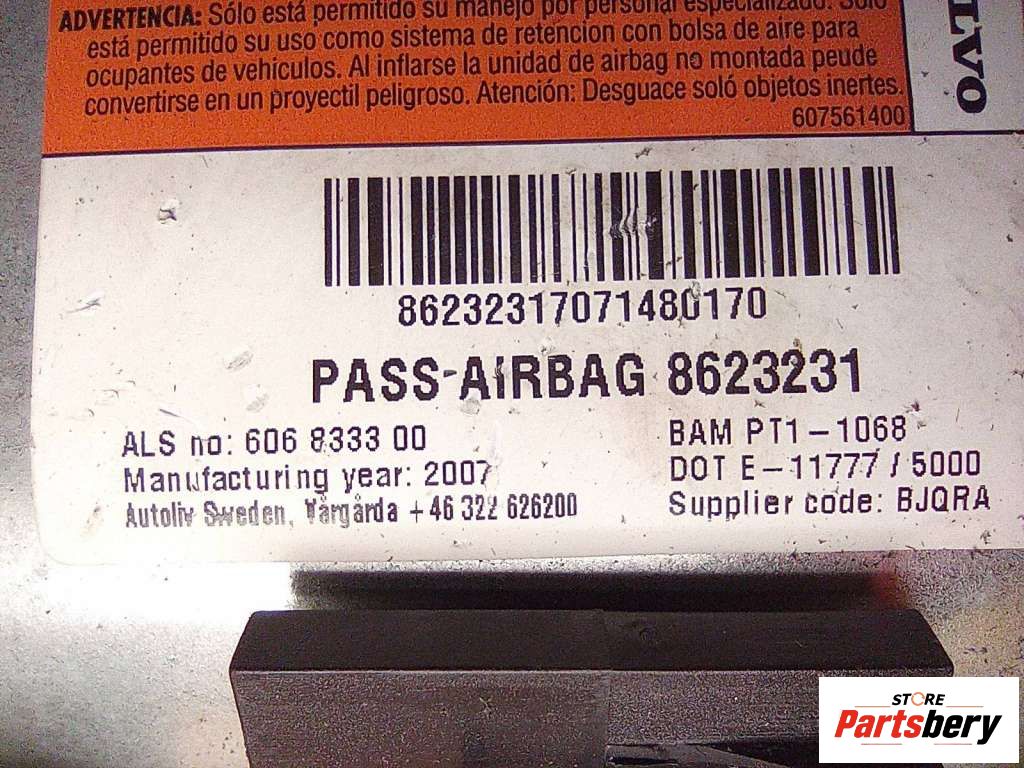 ADVERTENCIA: Sólo está permitido su manejo por personal especializado. Sólo
está permitido su uso como sistema de retencion con bolsa de aire para
ocupantes de vehículos. Al inflarse la unidad de airbag no montada peude
convertirse en un proyectil peligroso. Atención: Desguace soló objetos inertes.
607561400
LVO
86232317071480170
PASS-AIRBAG 8623231
ALS no: 606 8333 00
BAM PT1-1068
Manufacturing year: 2007
DOT E-11777 / 5000
Autoliv Sweden, Vårgårda +46 322 626200
Supplier code: BJQRA
STORE
Partsbery